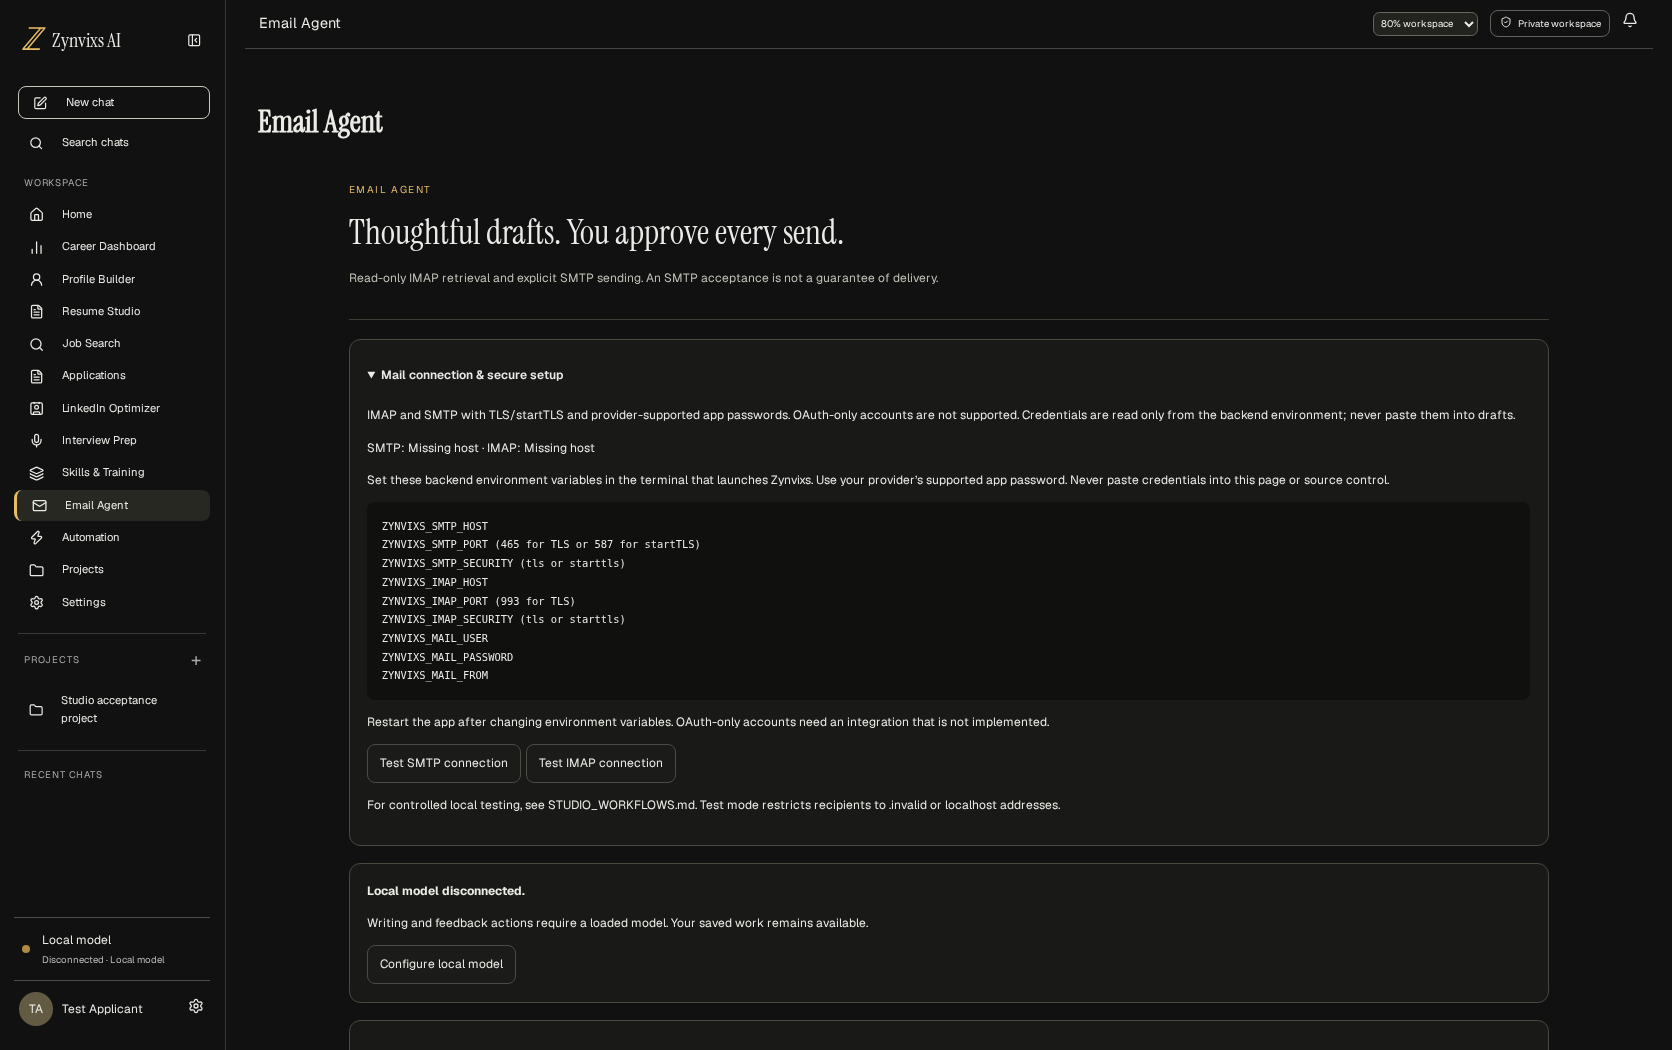 Zynvixs AI
New chat
Search chats
WORKSPACE
Home
Career Dashboard
Profile Builder
Resume Studio
Job Search
Applications
LinkedIn Optimizer
Interview Prep
Skills & Training
Email Agent
Automation
Projects
Settings
PROJECTS
Studio acceptance
project
RECENT CHATS
Local model
Disconnected · Local model
TA
Test Applicant
Email Agent
80% workspace
Private workspace
Email Agent
EMAIL AGENT
Thoughtful drafts. You approve every send.
Read-only IMAP retrieval and explicit SMTP sending. An SMTP acceptance is not a guarantee of delivery.
Mail connection & secure setup
IMAP and SMTP with TLS/startTLS and provider-supported app passwords. OAuth-only accounts are not supported. Credentials are read only from the backend environment; never paste them into drafts.
SMTP: Missing host · IMAP: Missing host
Set these backend environment variables in the terminal that launches Zynvixs. Use your provider's supported app password. Never paste credentials into this page or source control.
ZYNVIXS_SMTP_HOST
ZYNVIXS_SMTP_PORT (465 for TLS or 587 for startTLS)
ZYNVIXS_SMTP_SECURITY (tls or starttls)
ZYNVIXS_IMAP_HOST
ZYNVIXS_IMAP_PORT (993 for TLS)
ZYNVIXS_IMAP_SECURITY (tls or starttls)
ZYNVIXS_MAIL_USER
ZYNVIXS_MAIL_PASSWORD
ZYNVIXS_MAIL_FROM
Restart the app after changing environment variables. OAuth-only accounts need an integration that is not implemented.
Test SMTP connection
Test IMAP connection
For controlled local testing, see STUDIO_WORKFLOWS.md. Test mode restricts recipients to .invalid or localhost addresses.
Local model disconnected.
Writing and feedback actions require a loaded model. Your saved work remains available.
Configure local model